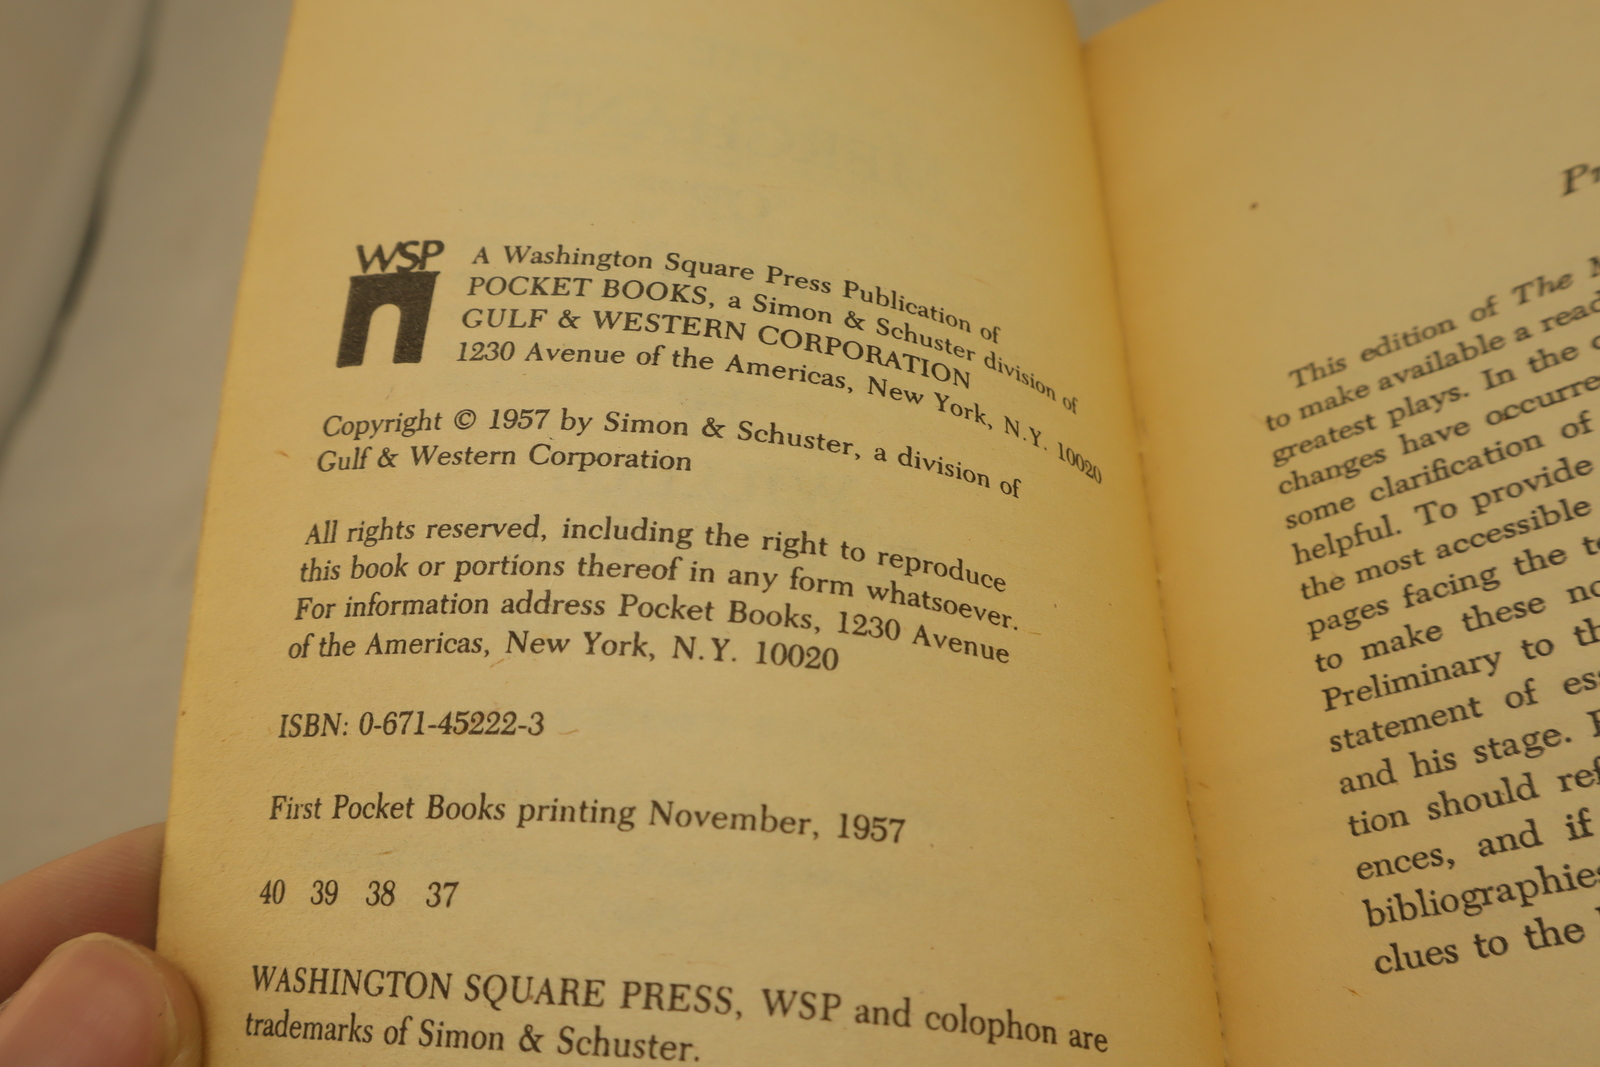 WSP
A Washington Square Press Publication of
POCKET BOOKS, a Simon & Schuster division of
GULF & WESTERN CORPORATION
1230 Avenue of the Americas, New York, N.Y. 10020
Copyright © 1957 by Simon & Schuster, a division of
Gulf & Western Corporation
All rights reserved, including the right to reproduce
this book or portions thereof in any form whatsoever.
For information address Pocket Books, 1230 Avenue
of the Americas, New York, N.Y. 10020
ISBN: 0-671-45222-3
First Pocket Books printing November, 1957
40 39 38 37
WASHINGTON SQUARE PRESS, WSP and colophon are
trademarks of Simon & Schuster.
This edition of The
to make available a
greatest plays. In the
changes have
some clarification of
helpful. To provide
the most accessible
pages facing the
to make these
Preliminary to
statement of
and his stage.
tion should
ences, and if
bibliographies
clues to the